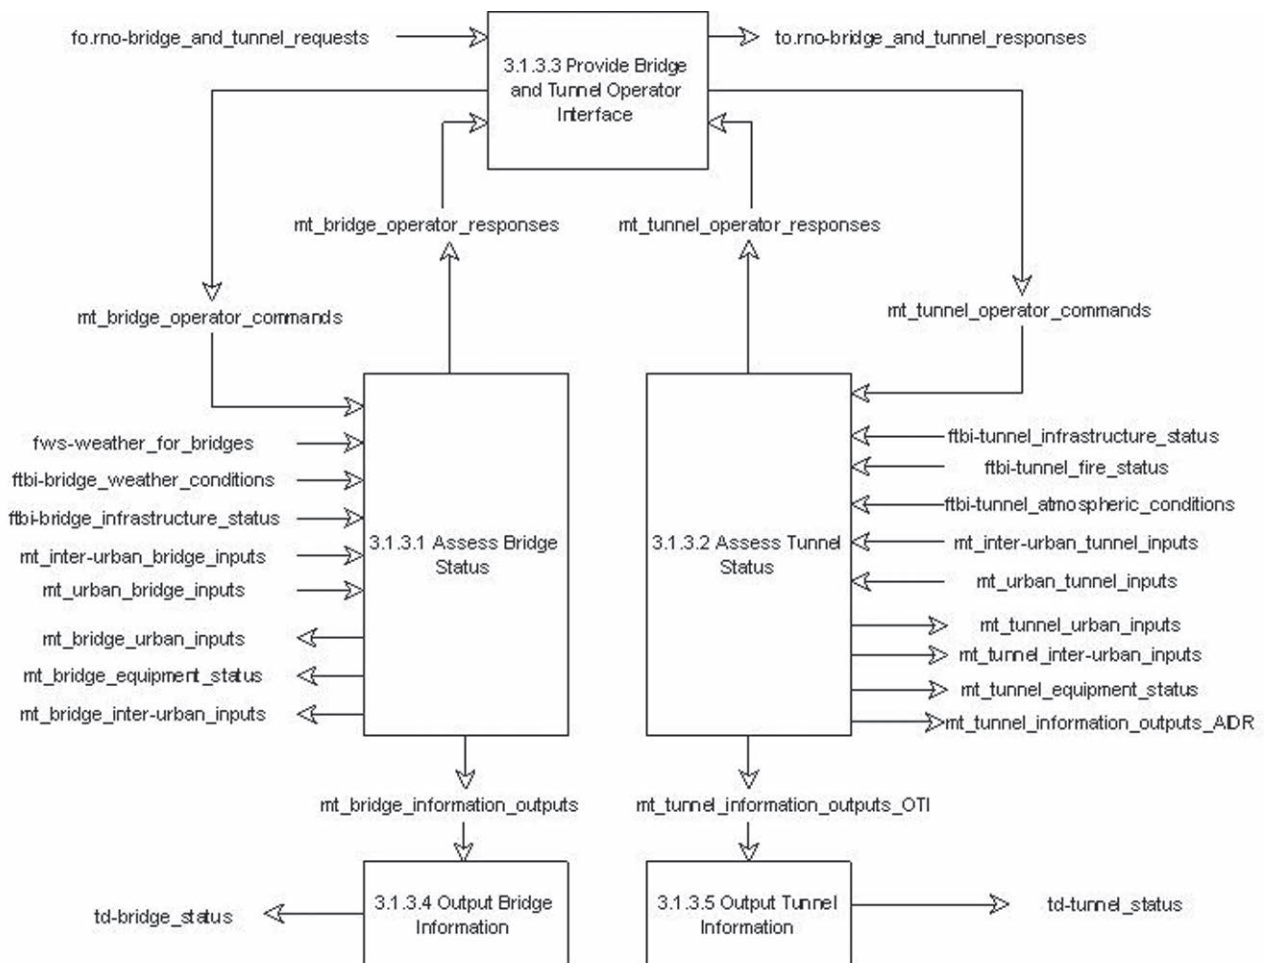 fo.rno-bridge_and_tunnel_requests
to.rno-bridge_and_tunnel_responses
3.1.3.3 Provide Bridge
and Tunnel Operator
Interface
mt_bridge_operator_responses
mt_tunnel_operator_responses
mt_bridge_operator_commands
mt_tunnel_operator_commands
fws-weather_for_bridges
ftbi-bridge_weather_conditions
ftbi-bridge_infrastructure_status
mt_inter-urban_bridge_inputs
mt_urban_bridge_inputs
mt_bridge_urban_inputs
mt_bridge_equipment_status
mt_bridge_inter-urban_inputs
3.1.3.1 Assess Bridge
Status
3.1.3.2 Assess Tunnel
Status
ftbi-tunnel_infrastructure_status
ftbi-tunnel_fire_status
ftbi-tunnel_atmospheric_conditions
mt_inter-urban_tunnel_inputs
mt_urban_tunnel_inputs
mt_tunnel_urban_inputs
mt_tunnel_inter-urban_inputs
mt_tunnel_equipment_status
mt_tunnel_information_outputs_AIDR
mt_bridge_information_outputs
mt_tunnel_information_outputs_OTI
td-bridge_status
3.1.3.4 Output Bridge
Information
3.1.3.5 Output Tunnel
Information
td-tunnel_status